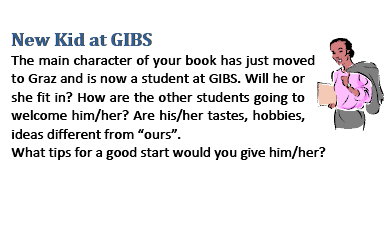 New Kid at GIBS
The main character of your book has just moved
to Graz and is now a student at GIBS. Will he or
she fit in? How are the other students going to
welcome him/her? Are his/her tastes, hobbies,
ideas different from “ours”.
What tips for a good start would you give him/her?